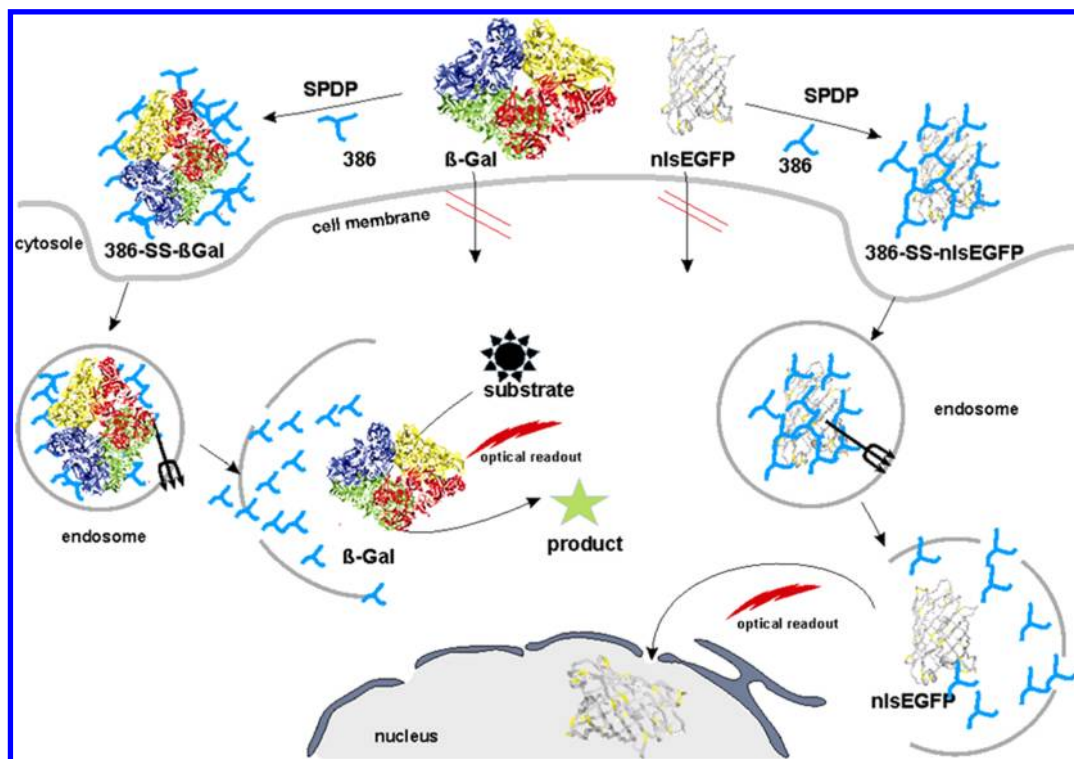 SPDP
386
ß-Gal
nlsEGFP
SPDP
386
cell membrane
cytosole
386-SS-ßGal
386-SS-nlsEGFP
substrate
optical readout
endosome
endosome
ß-Gal
product
optical readout
nlsEGFP
nucleus